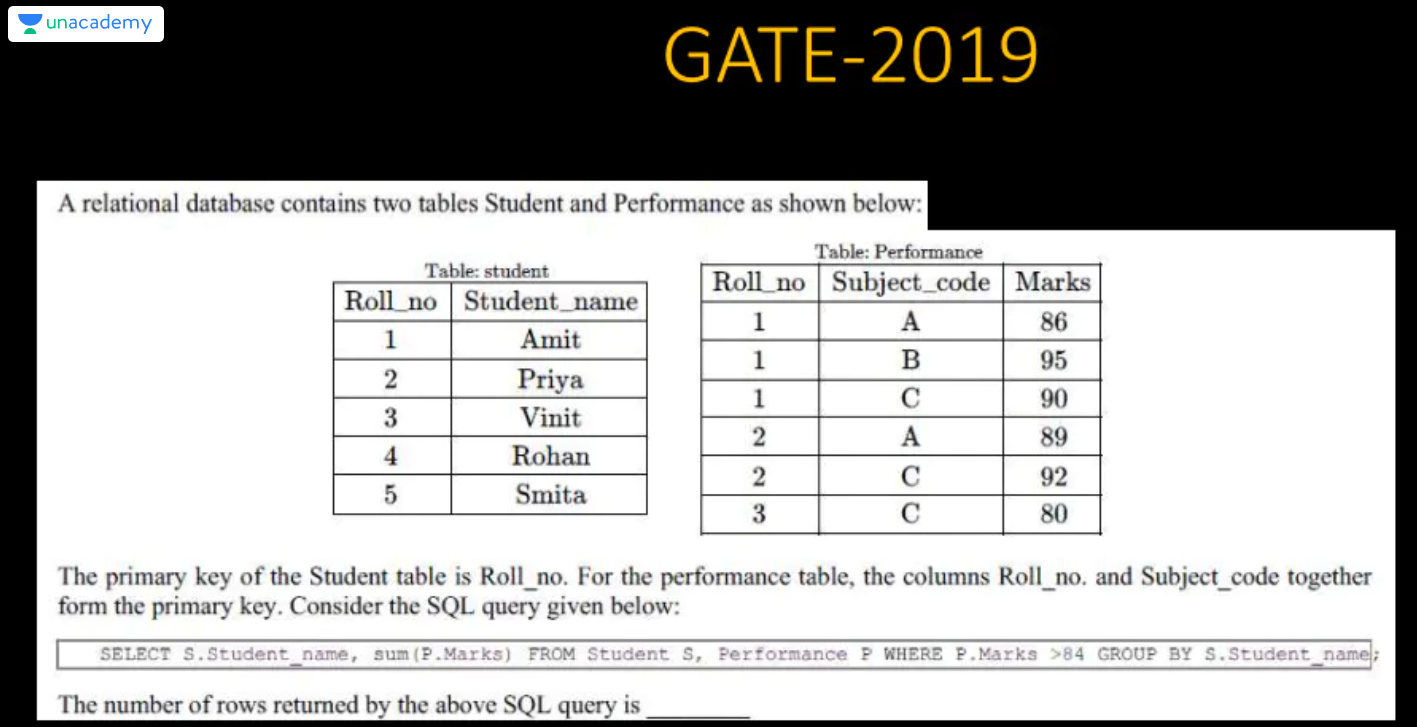 unacademy
GATE-2019
A relational database contains two tables Student and Performance as shown below:
Table: student
Roll_no Student_name
1 Amit
2 Priya
3 Vinit
4 Rohan
5 Smita
Table: Performance
Roll_no Subject_code Marks
1 A 86
1 B 95
1 C 90
2 A 89
2 C 92
3 C 80
The primary key of the Student table is Roll_no. For the performance table, the columns Roll_no. and Subject_code together
form the primary key. Consider the SQL query given below:
SELECT S.Student_name, sum(P.Marks) FROM Student S, Performance P WHERE P.Marks >84 GROUP BY S.Student_name;
The number of rows returned by the above SQL query is ________